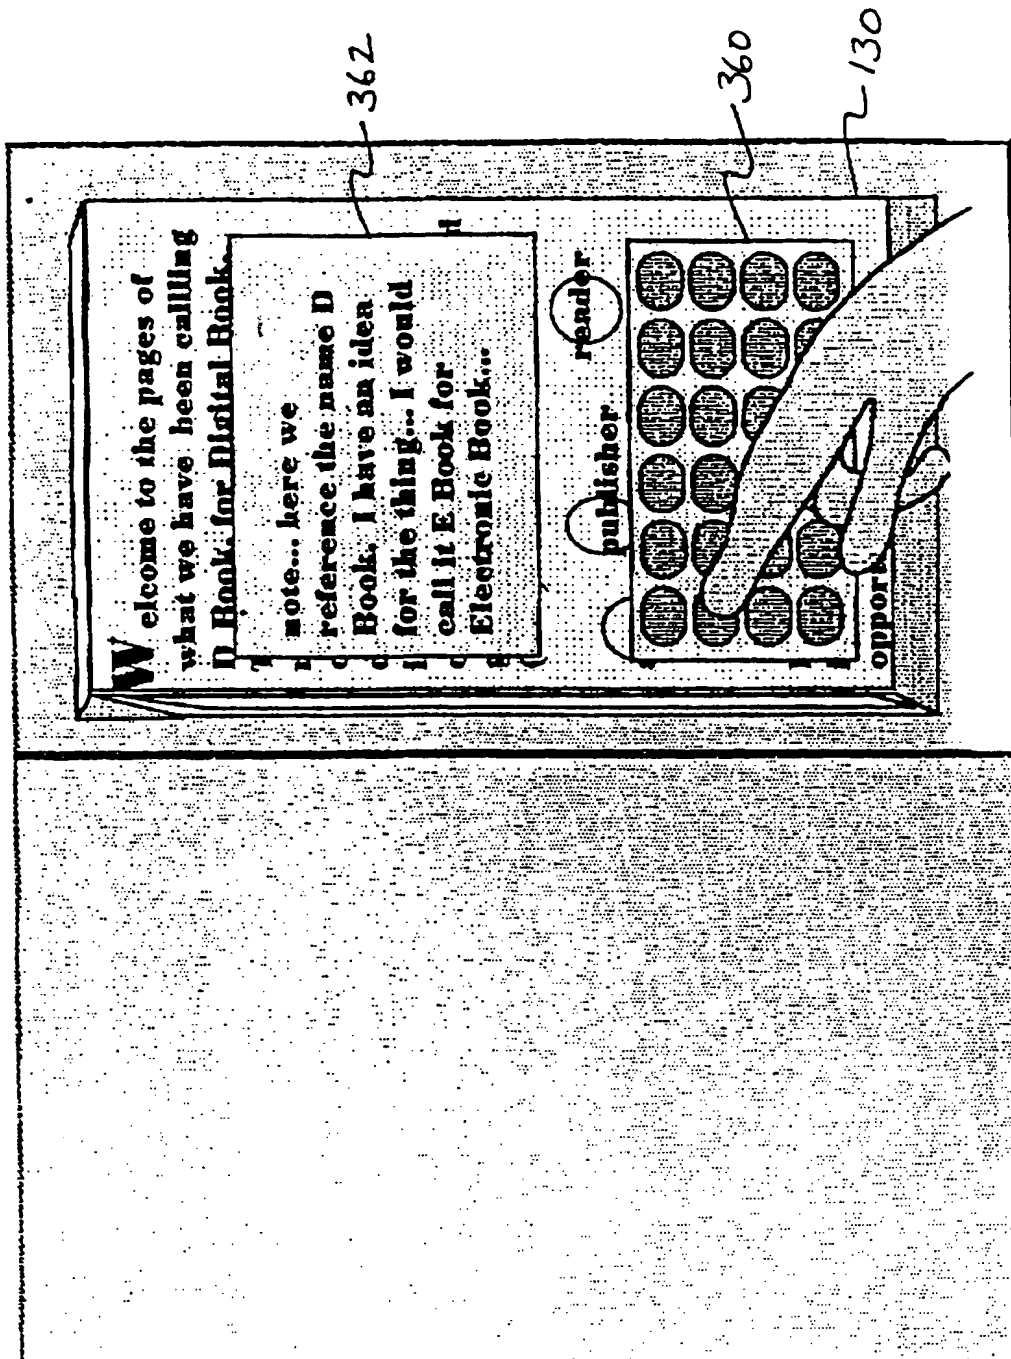 Welcome to the pages of
what we have been callling
D Book. for Digital Book.
note... here we
reference the name D
Book. I have an idea
for the thing... I would
call it E Book for
Electronic Book...
publisher
reader
opport
362
360
130